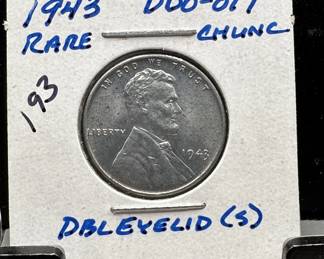 1943 DDO-011
RARE CHUNC
193
IN GOD WE TRUST
LIBERTY
1943
DBLEYELID (S)